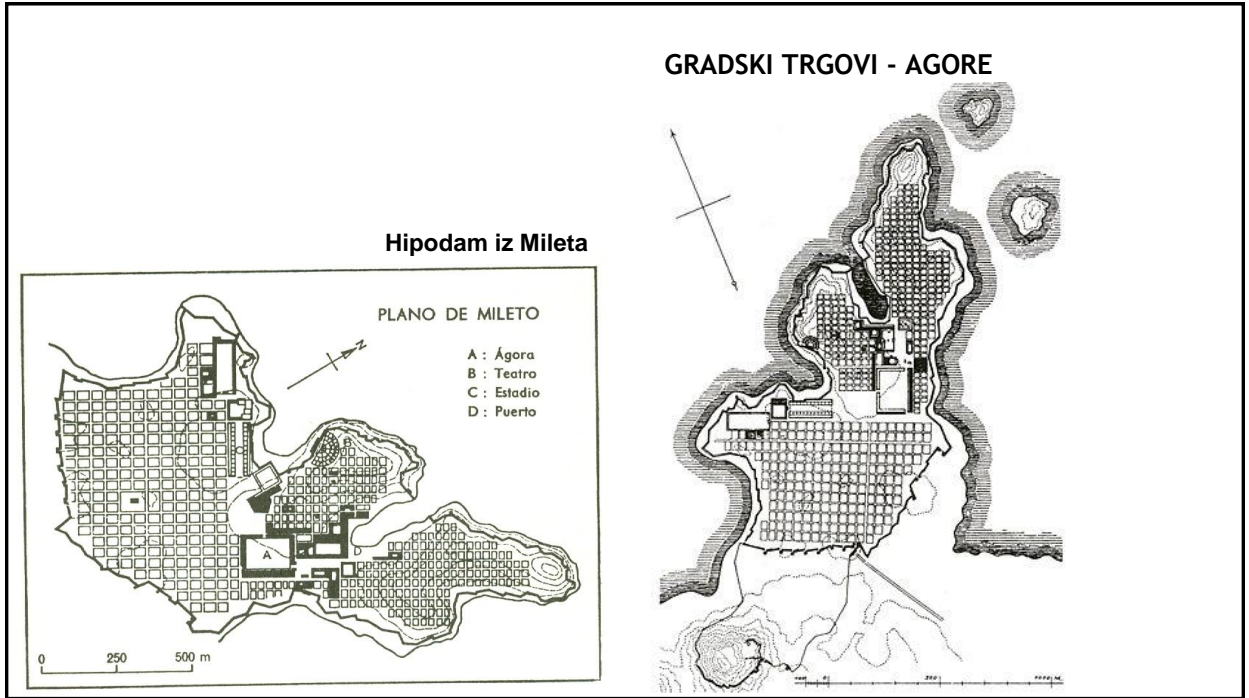 GRADSKI TRGOVI - AGORE
Hipodam iz Mileta
PLANO DE MILETO
N
A : Ágora
B : Teatro
C : Estadio
D : Puerto
A
D
0 250 500 m